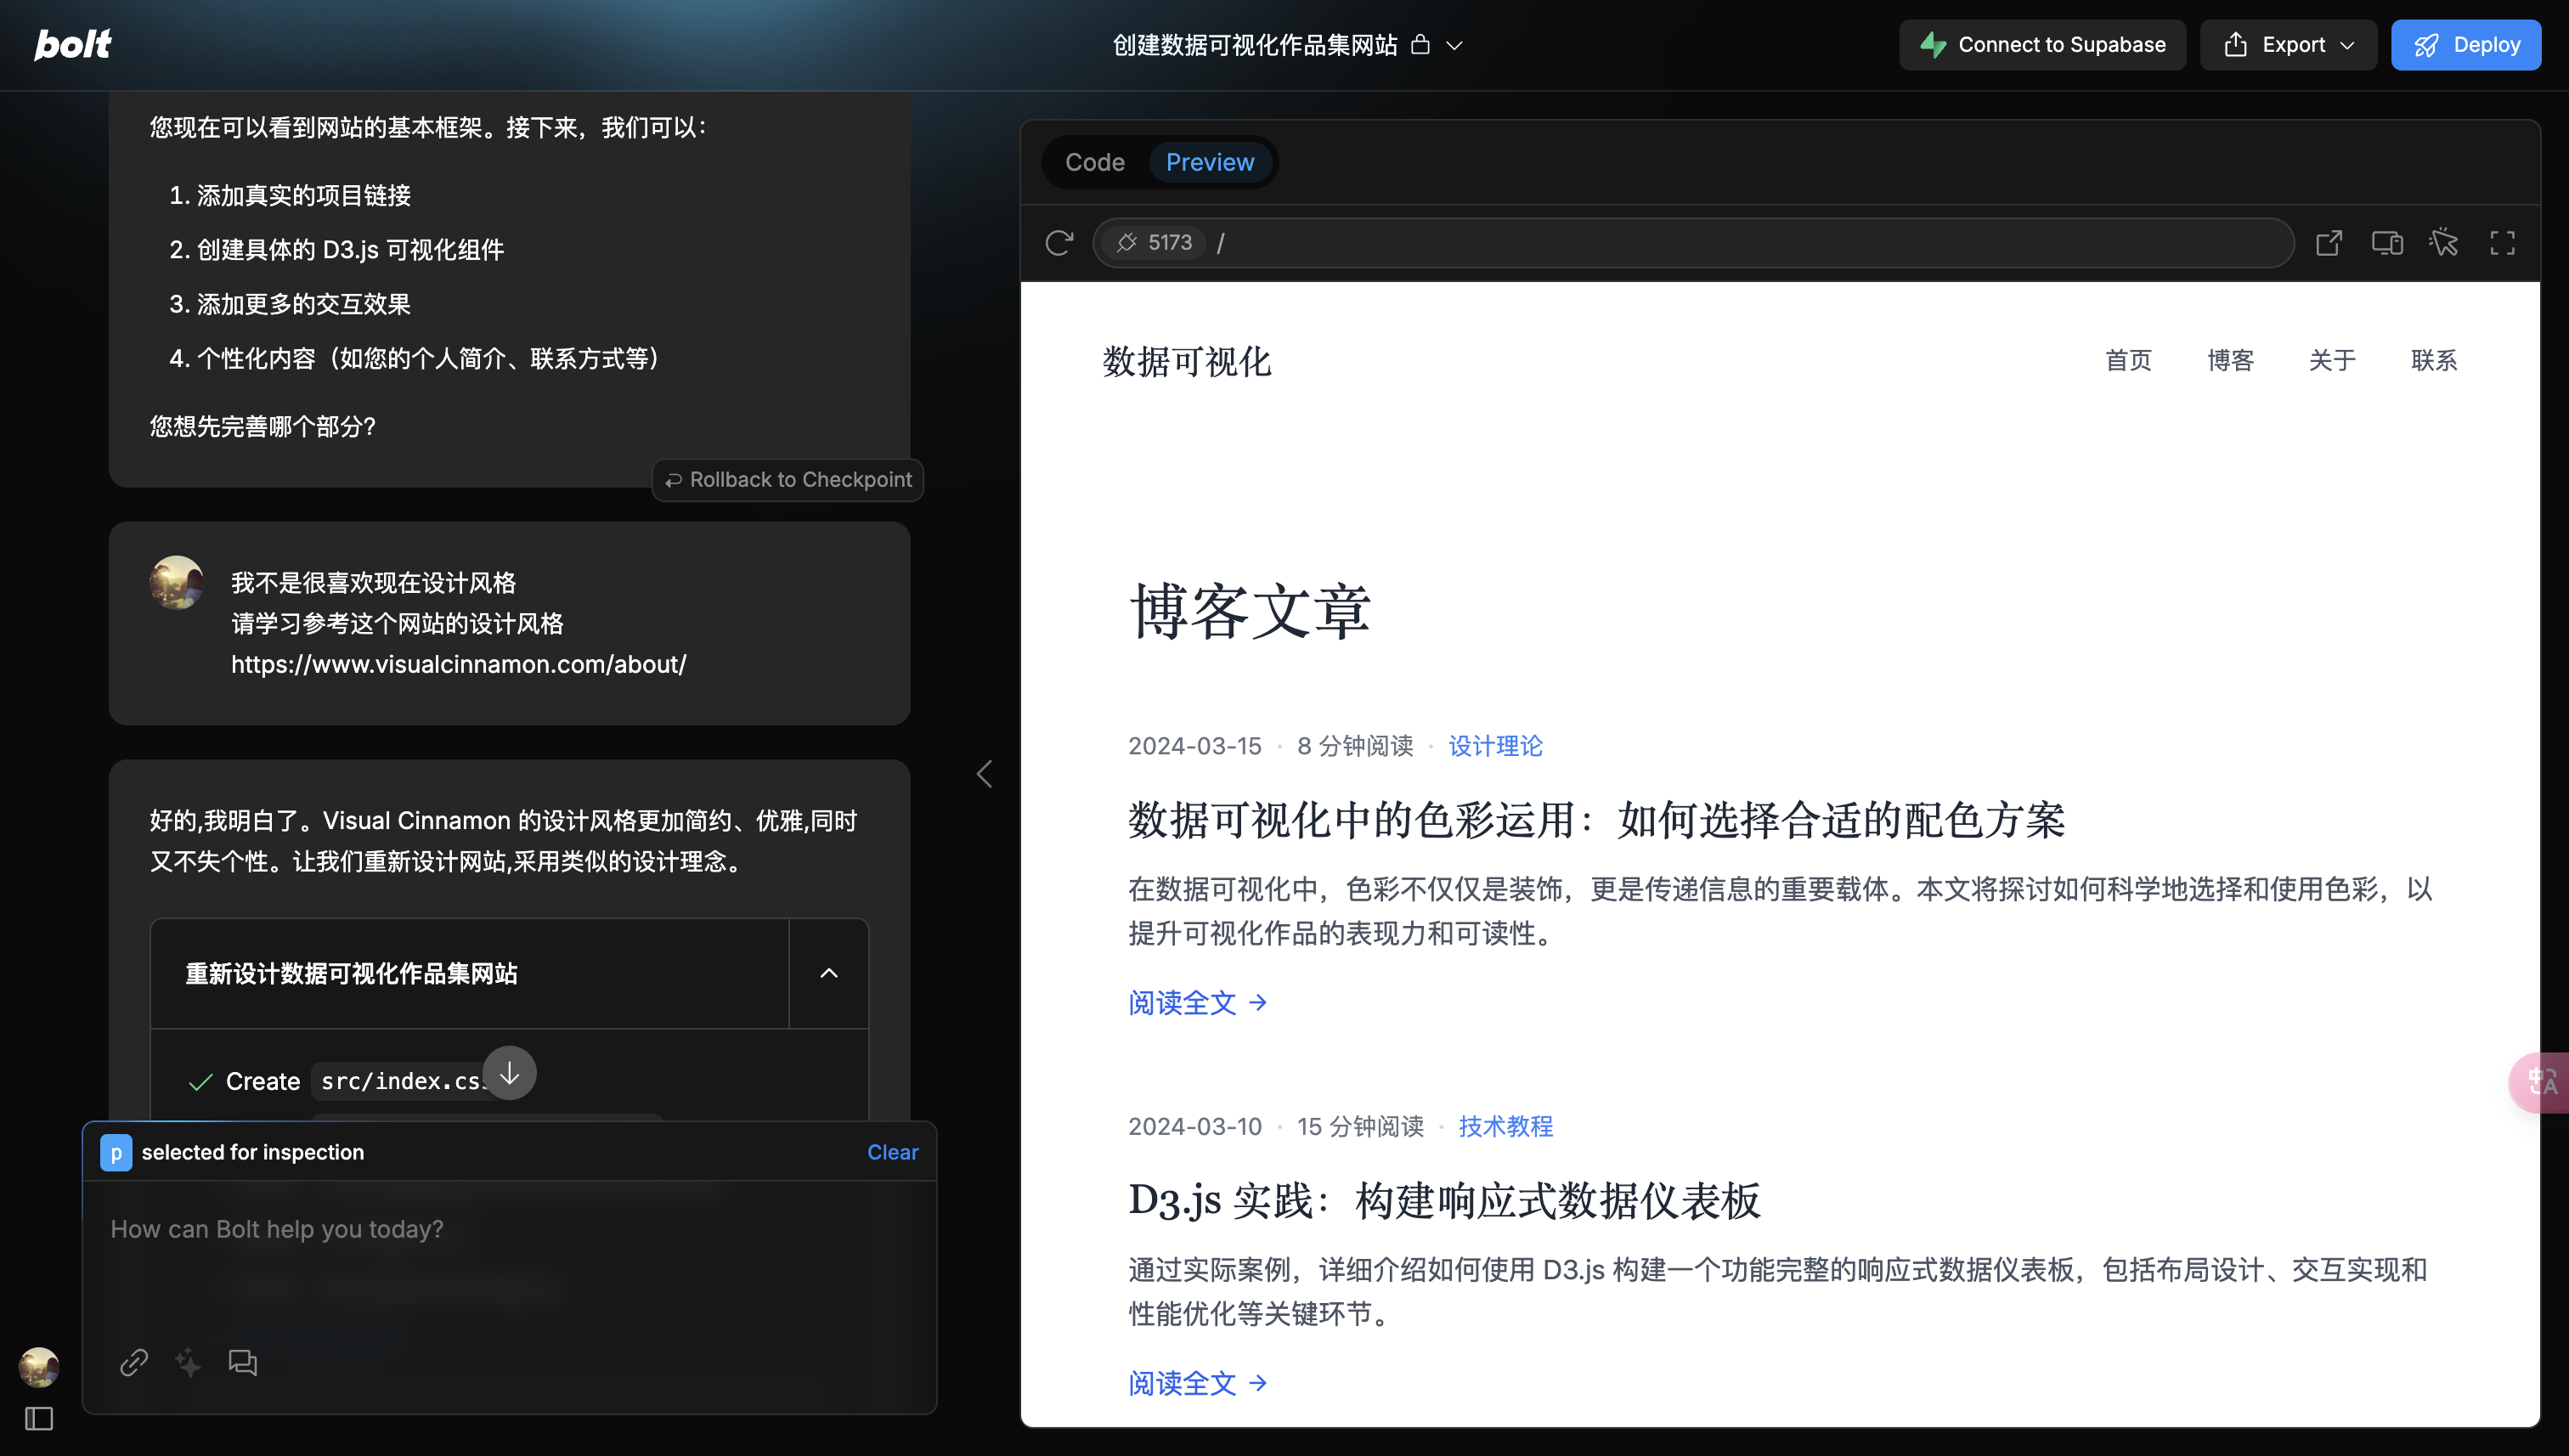 bolt
创建数据可视化作品集网站
Connect to Supabase
Export
Deploy
您现在可以看到网站的基本框架。接下来，我们可以：
1. 添加真实的项目链接
2. 创建具体的 D3.js 可视化组件
3. 添加更多的交互效果
4. 个性化内容（如您的个人简介、联系方式等）
您想先完善哪个部分？
Rollback to Checkpoint
我不是很喜欢现在设计风格
请学习参考这个网站的设计风格
https://www.visualcinnamon.com/about/
好的,我明白了。Visual Cinnamon 的设计风格更加简约、优雅,同时
又不失个性。让我们重新设计网站,采用类似的设计理念。
重新设计数据可视化作品集网站
Create src/index.css
p selected for inspection
Clear
How can Bolt help you today?
Code
Preview
5173 /
数据可视化
首页
博客
关于
联系
博客文章
2024-03-15 · 8 分钟阅读 · 设计理论
数据可视化中的色彩运用：如何选择合适的配色方案
在数据可视化中，色彩不仅仅是装饰，更是传递信息的重要载体。本文将探讨如何科学地选择和使用色彩，以
提升可视化作品的表现力和可读性。
阅读全文 →
2024-03-10 · 15 分钟阅读 · 技术教程
D3.js 实践：构建响应式数据仪表板
通过实际案例，详细介绍如何使用 D3.js 构建一个功能完整的响应式数据仪表板，包括布局设计、交互实现和
性能优化等关键环节。
阅读全文 →